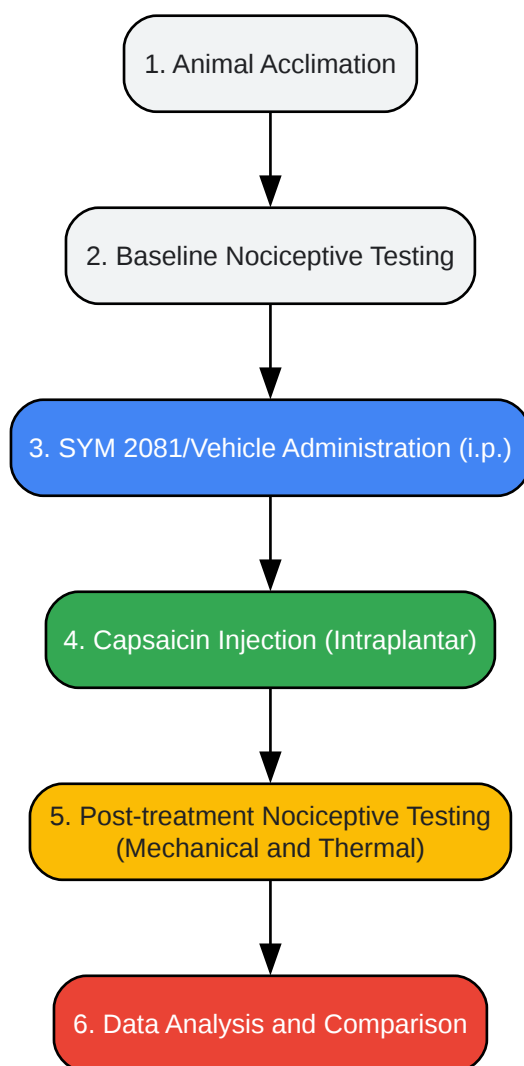 1. Animal Acclimation
2. Baseline Nociceptive Testing
3. SYM 2081/Vehicle Administration (i.p.)
4. Capsaicin Injection (Intraplantar)
5. Post-treatment Nociceptive Testing
(Mechanical and Thermal)
6. Data Analysis and Comparison